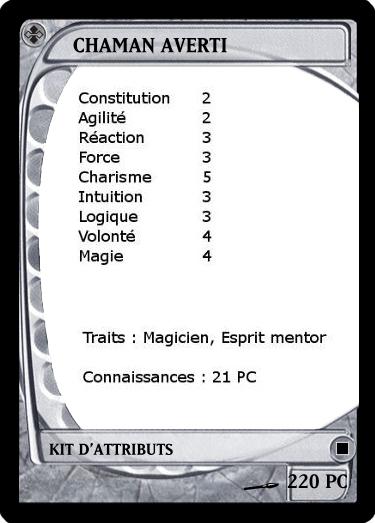 CHAMAN AVERTI
Constitution 2
Agilité 2
Réaction 3
Force 3
Charisme 5
Intuition 3
Logique 3
Volonté 4
Magie 4
Traits : Magicien, Esprit mentor
Connaissances : 21 PC
KIT D'ATTRIBUTS
220 PC